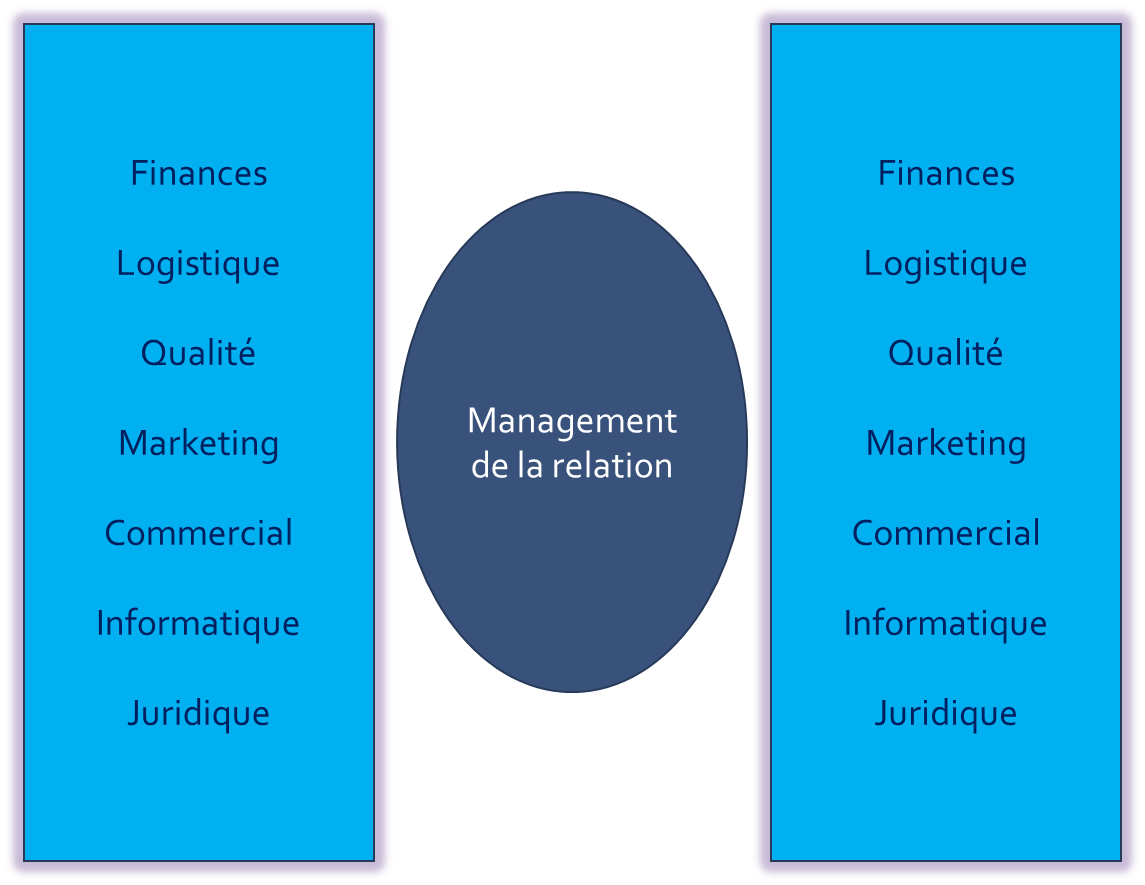 Finances
Logistique
Qualité
Marketing
Commercial
Informatique
Juridique
Management
de la relation
Finances
Logistique
Qualité
Marketing
Commercial
Informatique
Juridique